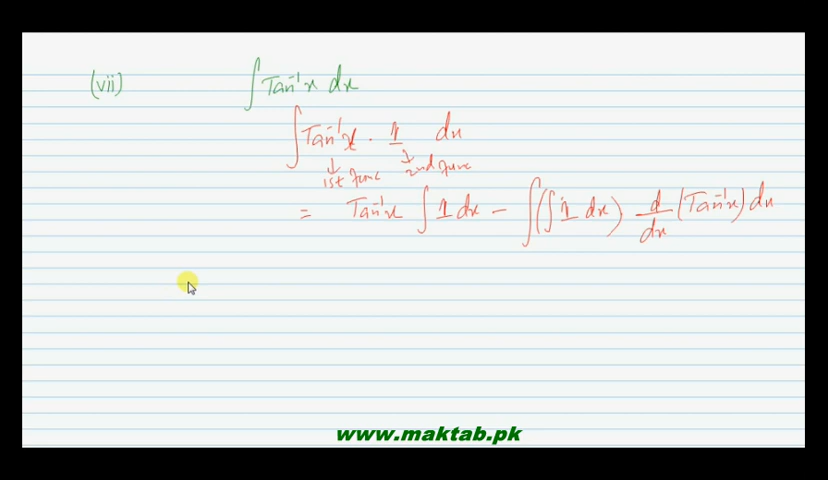 (vii) ∫ Tan⁻¹x dx
∫ Tan⁻¹x · 1 dx
↓ 1st func ↓ 2nd func
= Tan⁻¹x ∫ 1 dx − ∫ (∫ 1 dx) d/dx (Tan⁻¹x) dx
www.maktab.pk